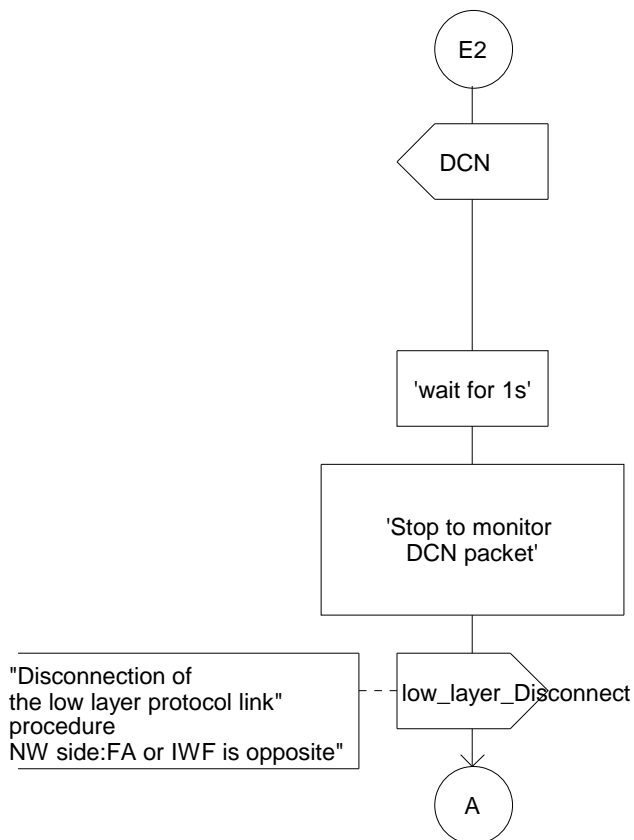 E2
DCN
'wait for 1s'
'Stop to monitor
DCN packet'
"Disconnection of
the low layer protocol link"
procedure
NW side:FA or IWF is opposite"
low_layer_Disconnect
A